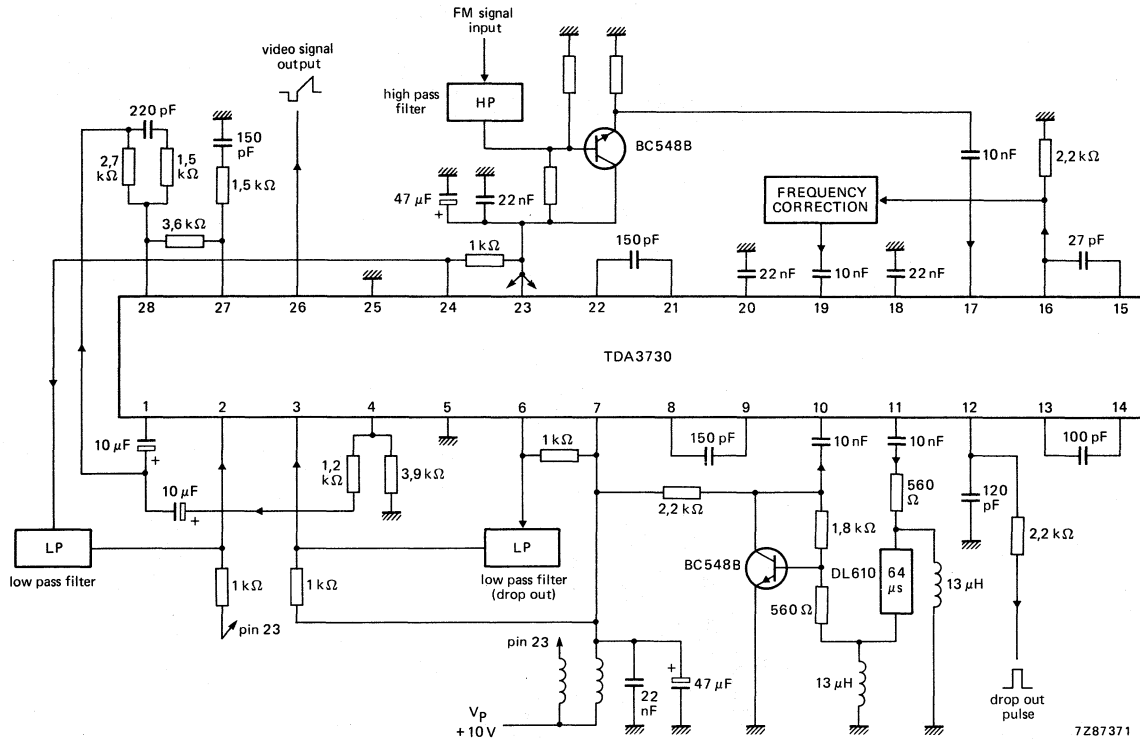 FM signal
input
video signal
output
high pass
filter
HP
BC548B
220 pF
2,7
kΩ
1,5
kΩ
150
pF
1,5 kΩ
3,6 kΩ
47 μF
+
22 nF
1 kΩ
150 pF
10 nF
2,2 kΩ
FREQUENCY
CORRECTION
22 nF
10 nF
22 nF
27 pF
28
27
26
25
24
23
22
21
20
19
18
17
16
15
TDA3730
1
2
3
4
5
6
7
8
9
10
11
12
13
14
10 μF
+
10 μF
+
1,2
kΩ
3,9 kΩ
1 kΩ
150 pF
10 nF
10 nF
100 pF
2,2 kΩ
560
Ω
120
pF
LP
low pass filter
1 kΩ
pin 23
1 kΩ
LP
low pass filter
(drop out)
BC548B
1,8 kΩ
560 Ω
DL610
64
μs
13 μH
2,2 kΩ
pin 23
VP
+10 V
22
nF
+
47 μF
13 μH
drop out
pulse
7Z87371